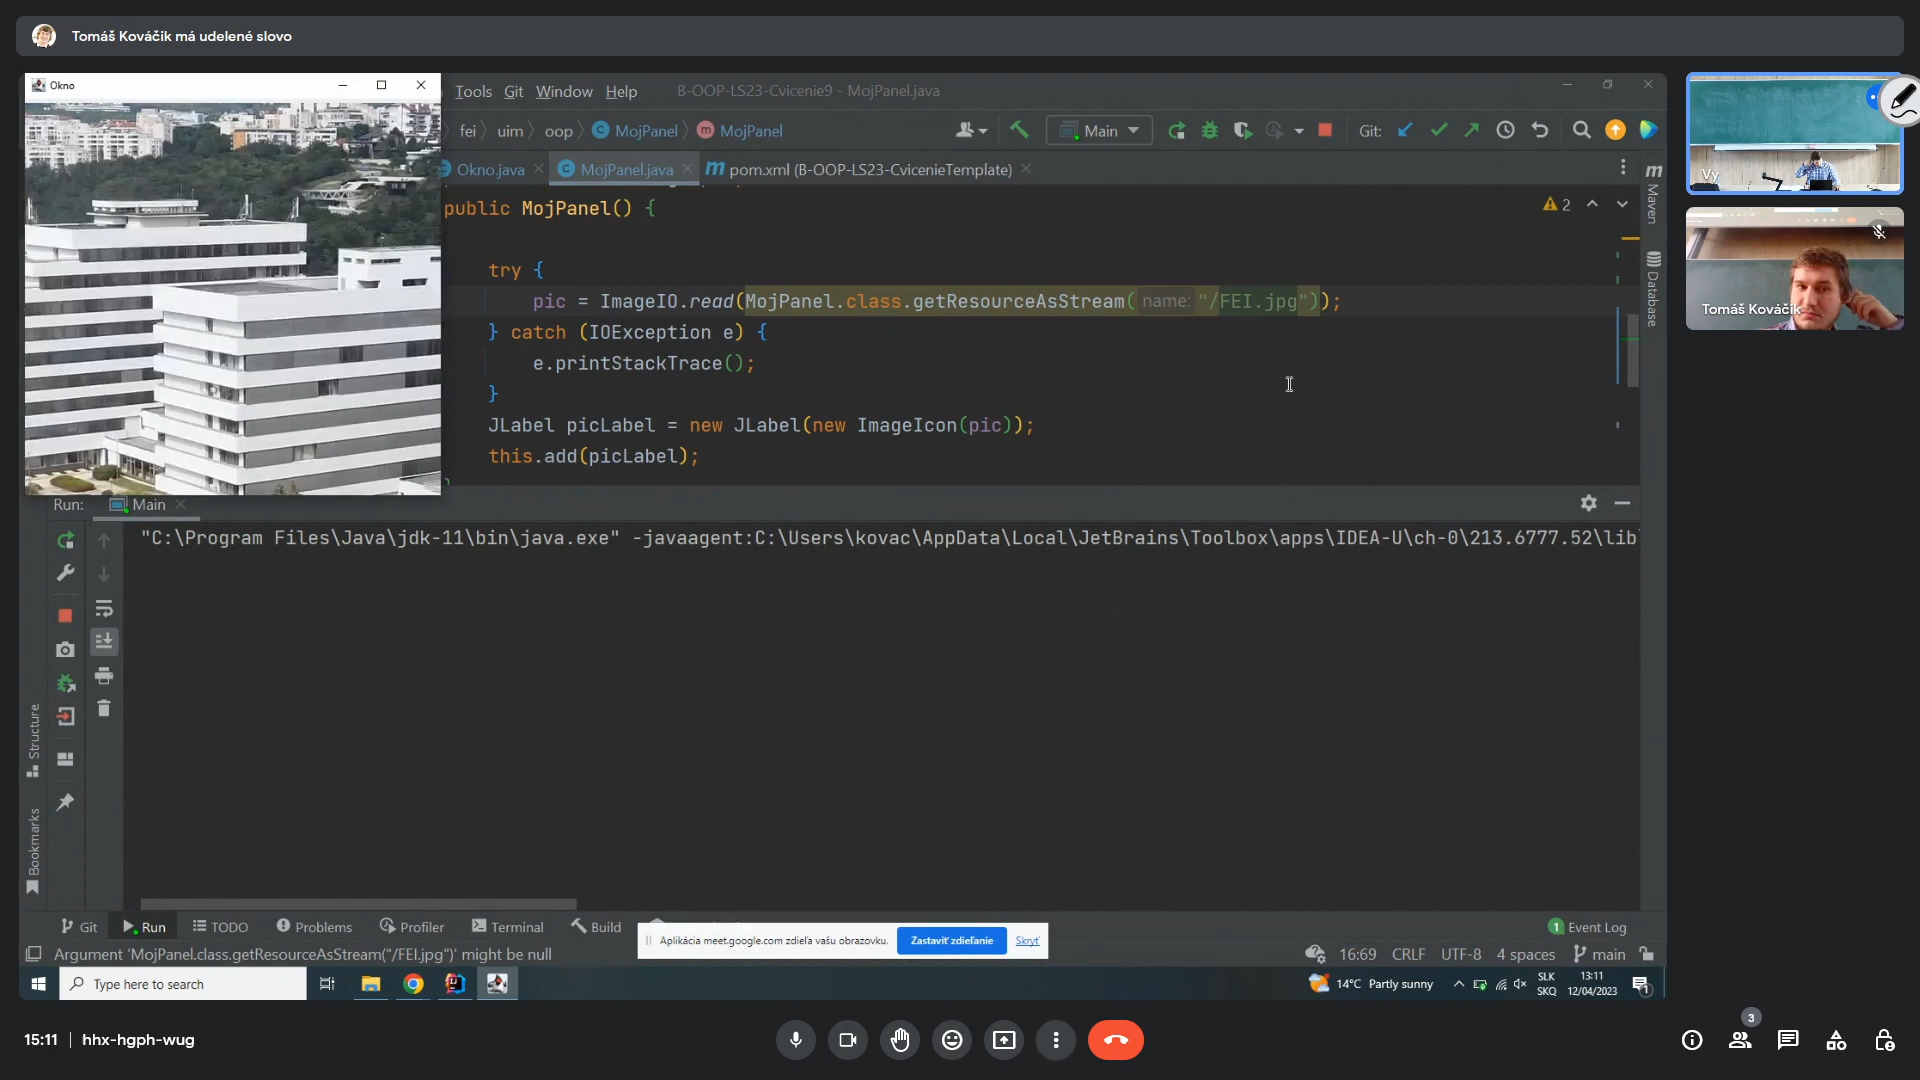 Tomáš Kováčik má udelené slovo
Okno
Tools Git Window Help B-OOP-LS23-Cvicenie9 - MojPanel.java
fei uim oop MojPanel MojPanel
Main
Git:
Okno.java MojPanel.java pom.xml (B-OOP-LS23-CvicenieTemplate)
public MojPanel() {
2
try {
pic = ImageIO.read(MojPanel.class.getResourceAsStream( name: "/FEI.jpg"));
} catch (IOException e) {
e.printStackTrace();
}
JLabel picLabel = new JLabel(new ImageIcon(pic));
this.add(picLabel);
Maven
Database
Vy
Tomáš Kováčik
Run: Main
"C:\Program Files\Java\jdk-11\bin\java.exe" -javaagent:C:\Users\kovac\AppData\Local\JetBrains\Toolbox\apps\IDEA-U\ch-0\213.6777.52\lib
Structure
Bookmarks
Git Run TODO Problems Profiler Terminal Build
1 Event Log
Aplikácia meet.google.com zdieľa vašu obrazovku. Zastaviť zdieľanie Skryť
Argument 'MojPanel.class.getResourceAsStream("/FEI.jpg")' might be null
16:69 CRLF UTF-8 4 spaces main
Type here to search
14°C Partly sunny
SLK
SKQ
13:11
12/04/2023
1
15:11 | hhx-hgph-wug
3